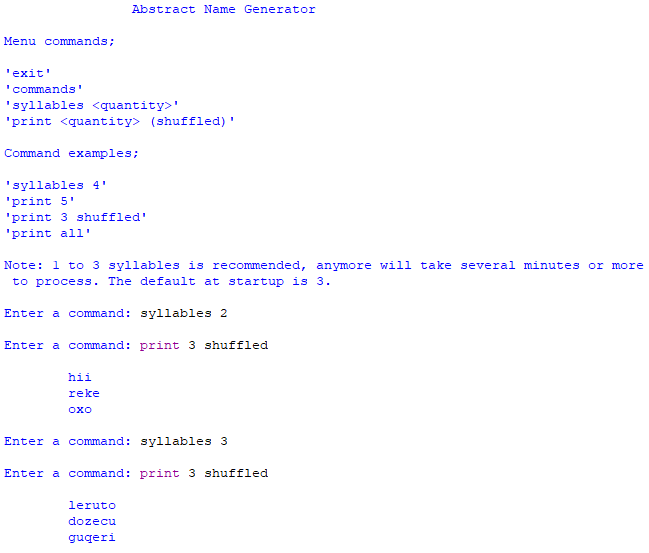 Abstract Name Generator
Menu commands;
'exit'
'commands'
'syllables <quantity>'
'print <quantity> (shuffled)'
Command examples;
'syllables 4'
'print 5'
'print 3 shuffled'
'print all'
Note: 1 to 3 syllables is recommended, anymore will take several minutes or more
to process. The default at startup is 3.
Enter a command: syllables 2
Enter a command: print 3 shuffled
hii
reke
oxo
Enter a command: syllables 3
Enter a command: print 3 shuffled
leruto
dozecu
guqeri